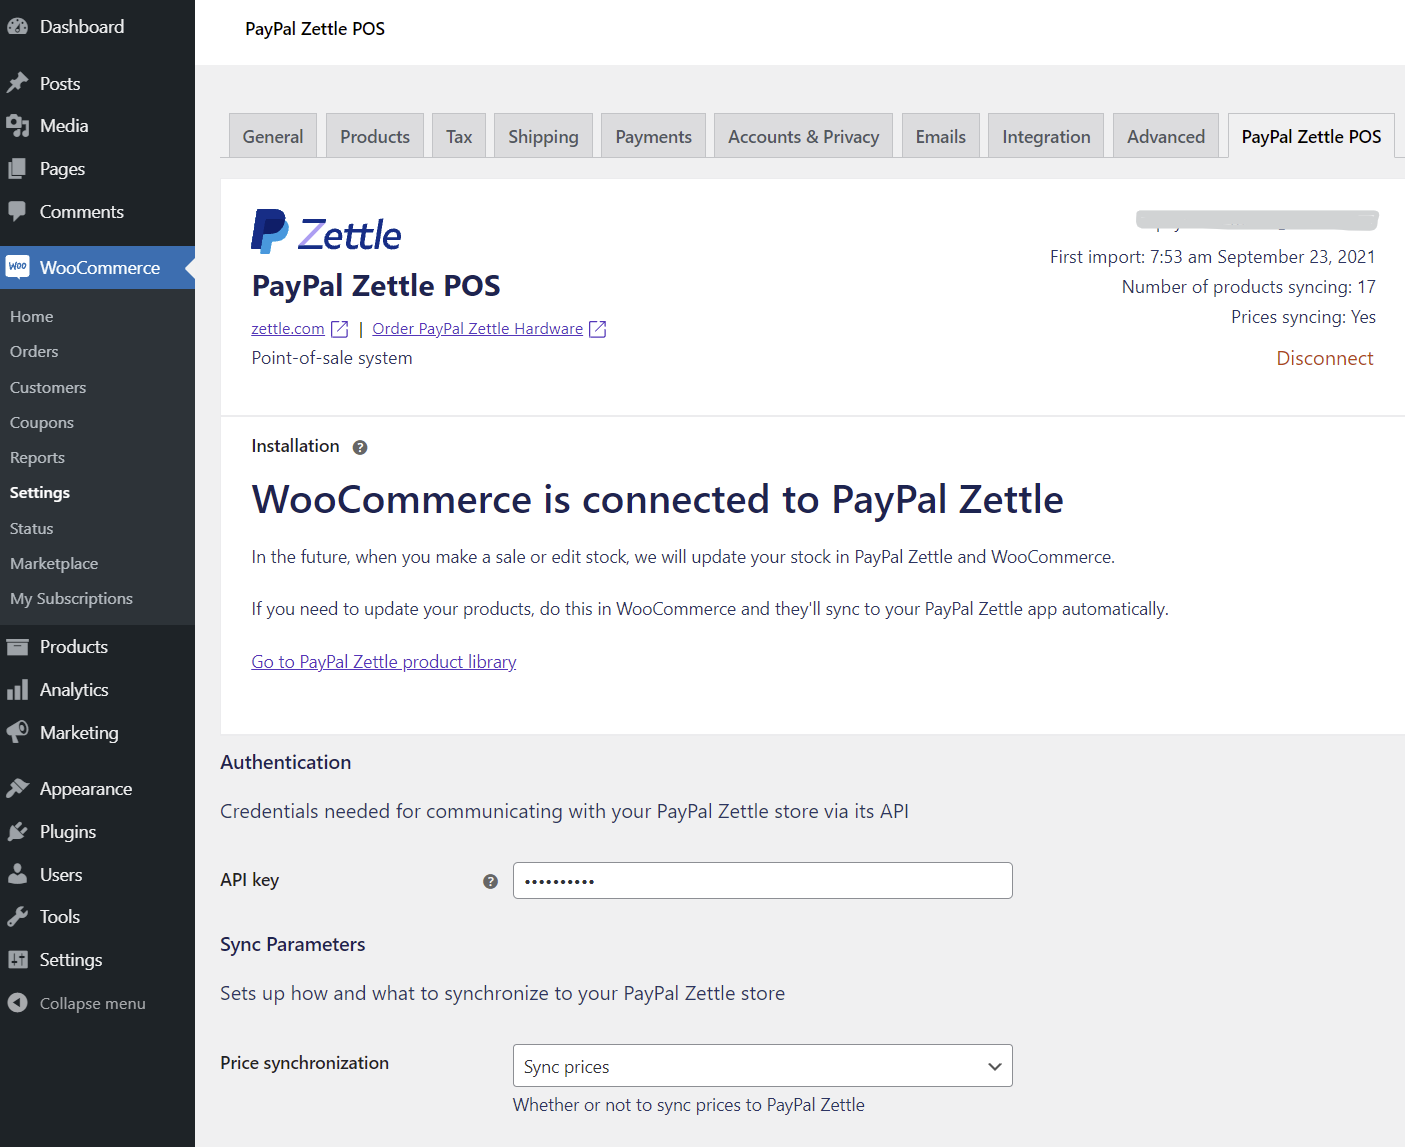 Dashboard
Posts
Media
Pages
Comments
WOO
WooCommerce
Home
Orders
Customers
Coupons
Reports
Settings
Status
Marketplace
My Subscriptions
Products
Analytics
Marketing
Appearance
Plugins
Users
Tools
Settings
Collapse menu
PayPal Zettle POS
General Products Tax Shipping Payments Accounts & Privacy Emails Integration Advanced PayPal Zettle POS
Zettle
PayPal Zettle POS
zettle.com | Order PayPal Zettle Hardware
Point-of-sale system
First import: 7:53 am September 23, 2021
Number of products syncing: 17
Prices syncing: Yes
Disconnect
Installation ?
WooCommerce is connected to PayPal Zettle
In the future, when you make a sale or edit stock, we will update your stock in PayPal Zettle and WooCommerce.
If you need to update your products, do this in WooCommerce and they'll sync to your PayPal Zettle app automatically.
Go to PayPal Zettle product library
Authentication
Credentials needed for communicating with your PayPal Zettle store via its API
API key ? ••••••••••
Sync Parameters
Sets up how and what to synchronize to your PayPal Zettle store
Price synchronization Sync prices
Whether or not to sync prices to PayPal Zettle